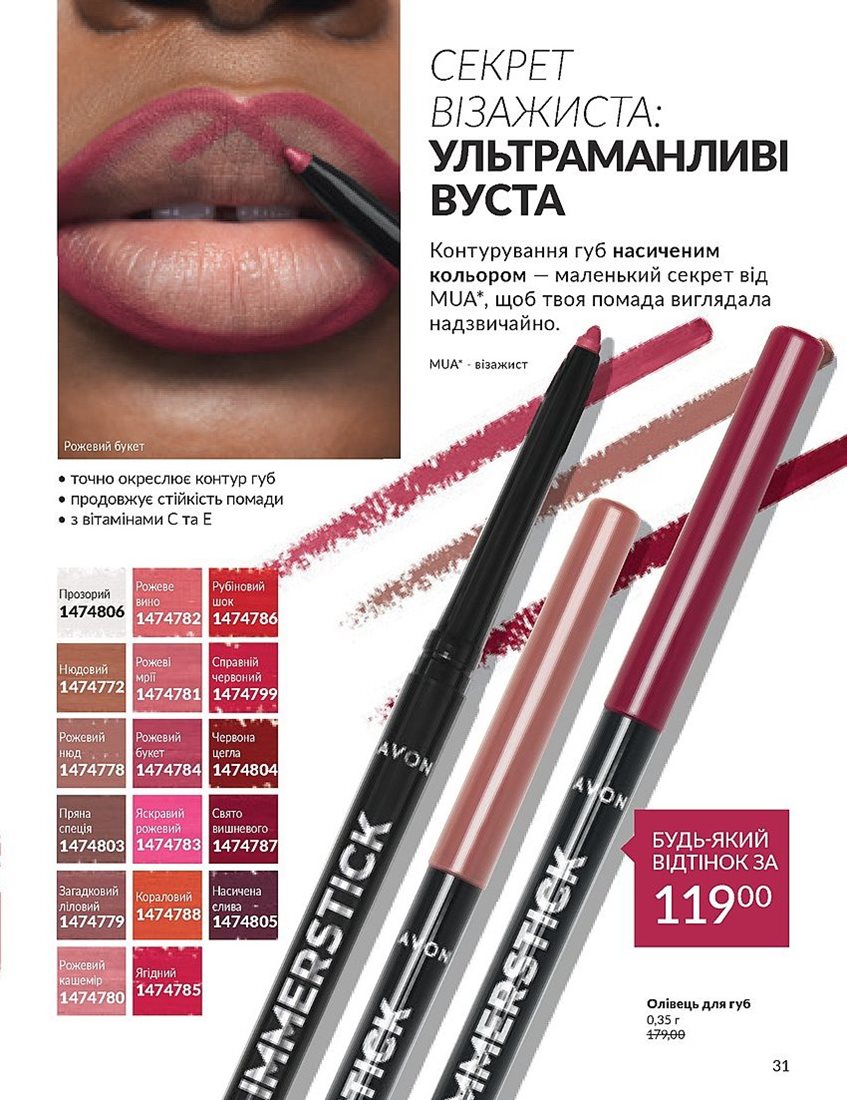 СЕКРЕТ
ВІЗАЖИСТА:
УЛЬТРАМАНЛИВІ
ВУСТА
Контурування губ насиченим
кольором — маленький секрет від
MUA*, щоб твоя помада виглядала
надзвичайно.
MUA* - візажист
Рожевий букет
• точно окреслює контур губ
• продовжує стійкість помади
• з вітамінами С та Е
Прозорий
1474806
Рожеве
вино
1474782
Рубіновий
шок
1474786
Нюдовий
1474772
Рожеві
мрії
1474781
Справній
червоний
1474799
Рожевий
нюд
1474778
Рожевий
букет
1474784
Червона
цегла
1474804
Пряна
спеція
1474803
Яскравий
рожевий
1474783
Свято
вишневого
1474787
Загадковий
ліловий
1474779
Кораловий
1474788
Насичена
слива
1474805
Рожевий
кашемір
1474780
Ягідний
1474785
AVON
IMMERSTICK
AVON
TICK
AVON
MMERSTICK
БУДЬ-ЯКИЙ
ВІДТІНОК ЗА
11900
Олівець для губ
0,35 г
179,00
31